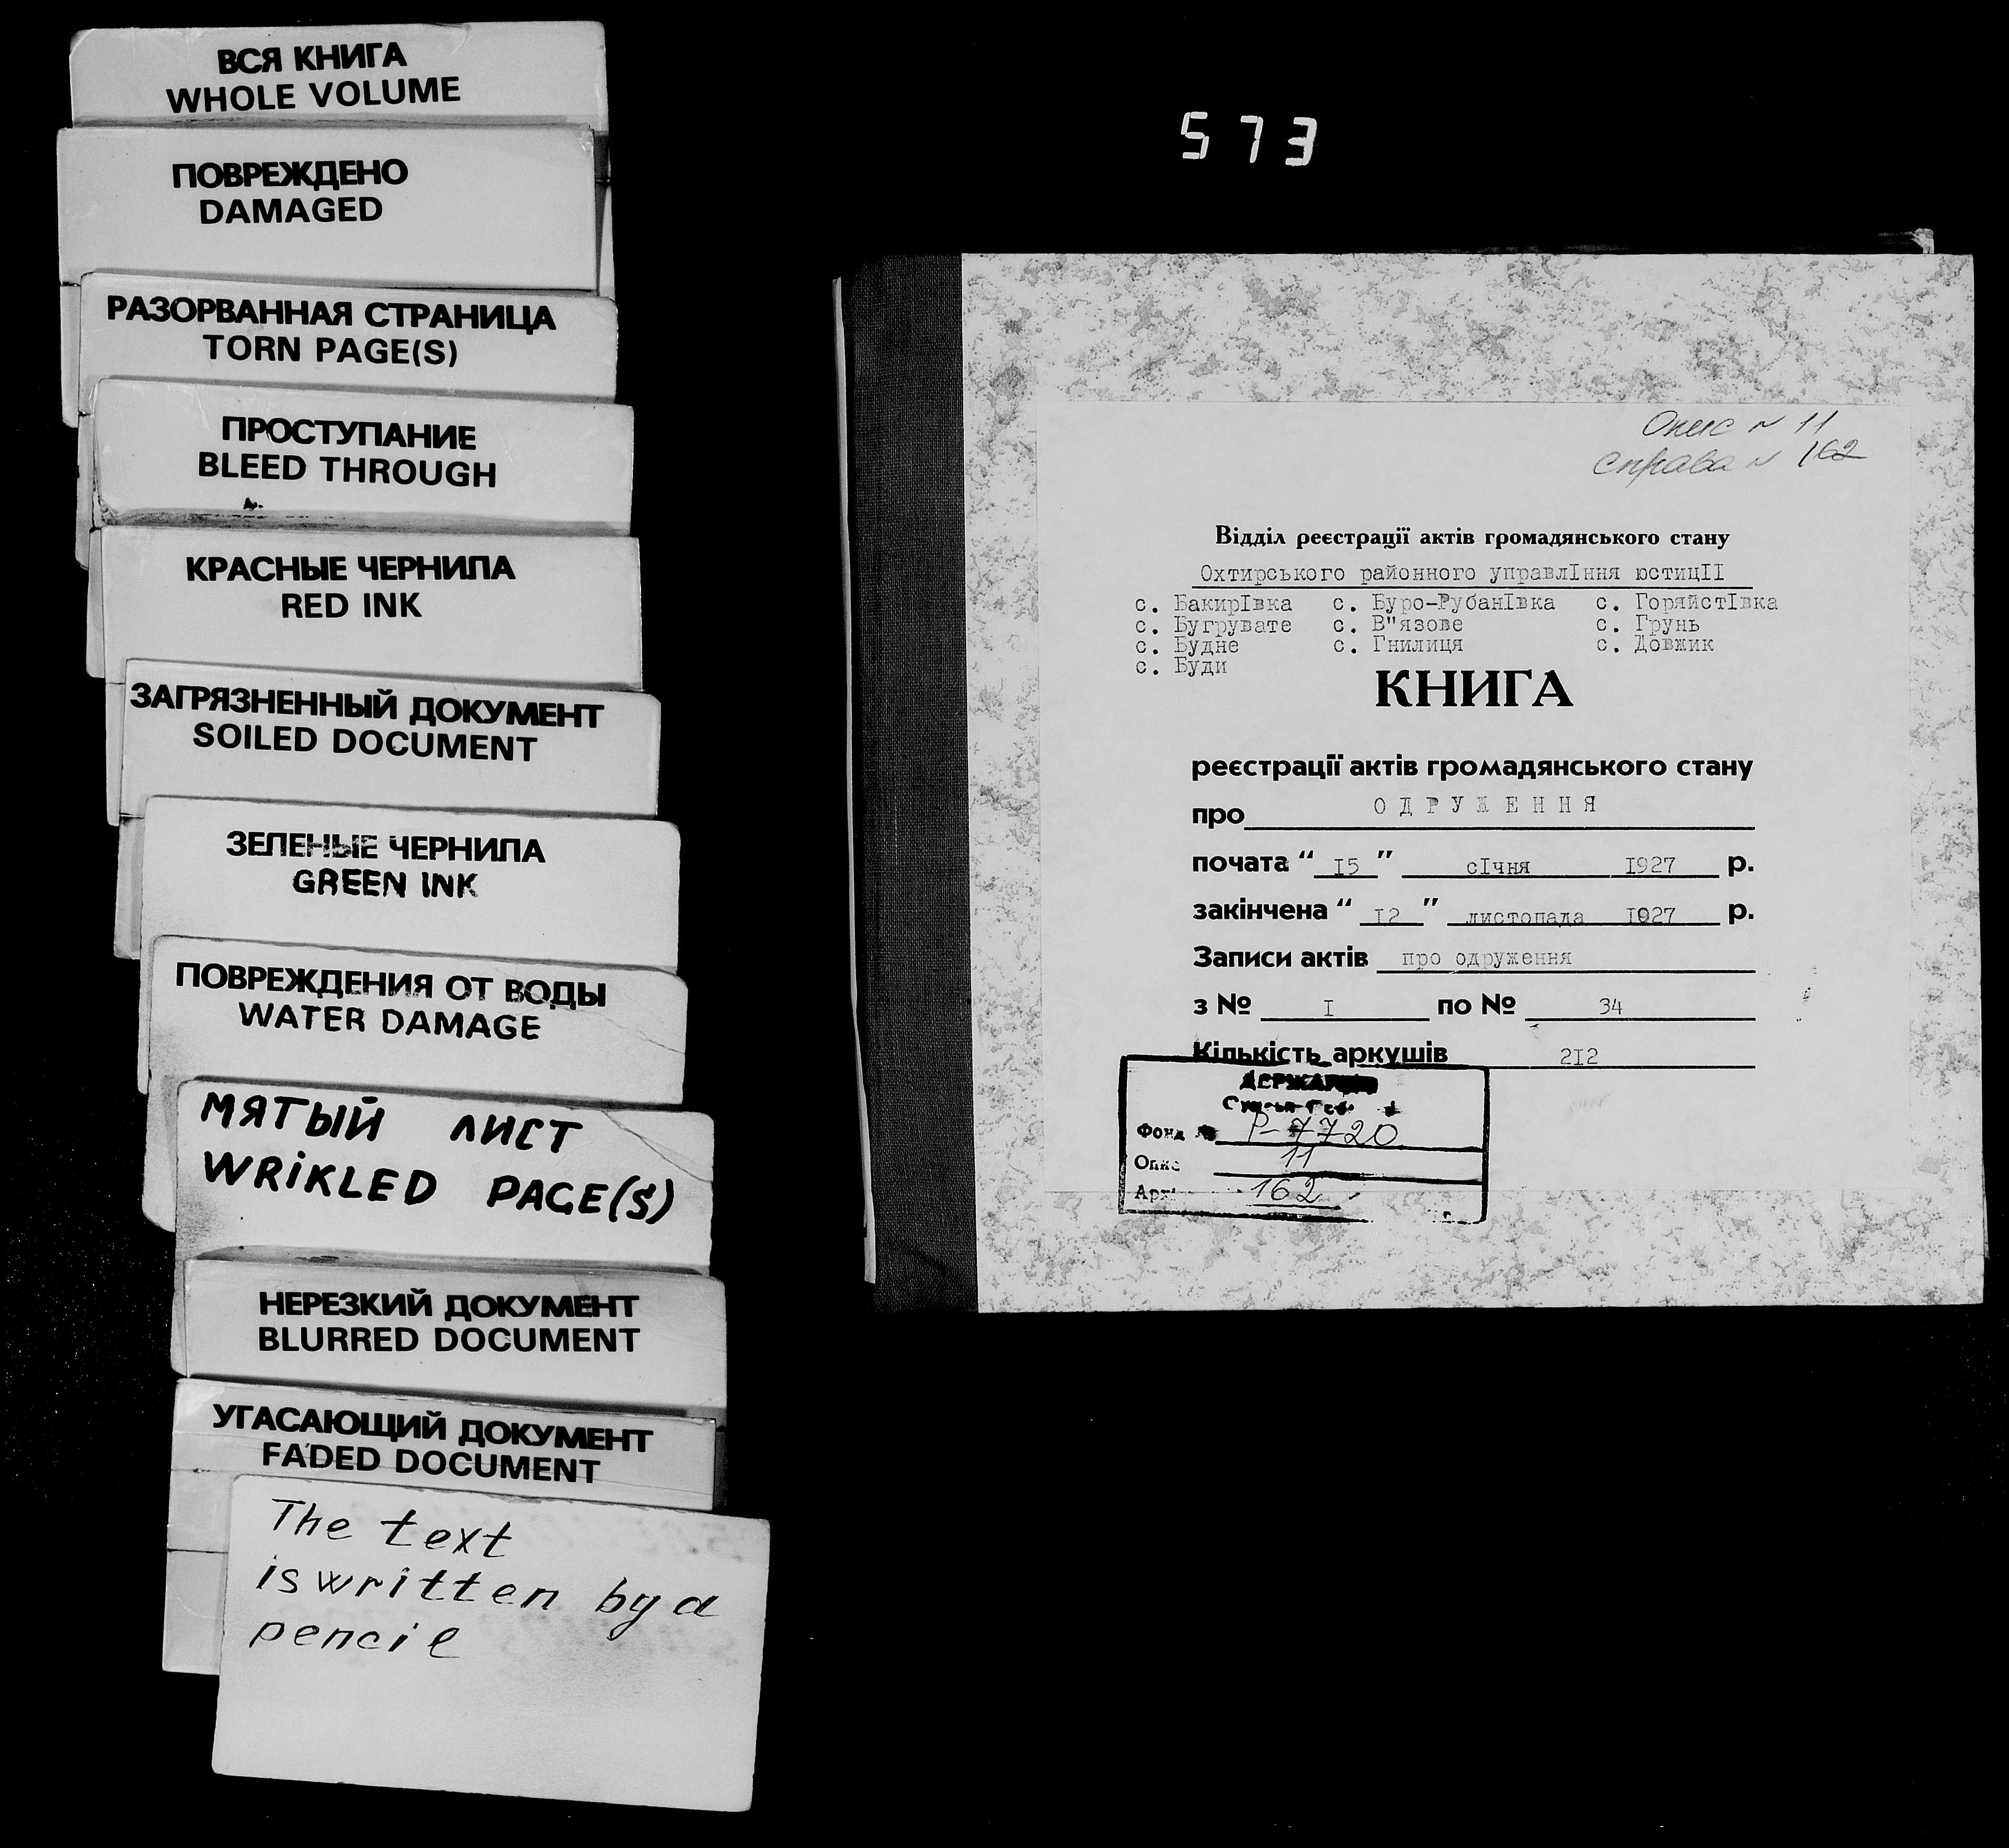 ВСЯ КНИГА
WHOLE VOLUME
ПОВРЕЖДЕНО
DAMAGED
РАЗОРВАННАЯ СТРАНИЦА
TORN PAGE(S)
ПРОСТУПАНИЕ
BLEED THROUGH
КРАСНЫЕ ЧЕРНИЛА
RED INK
ЗАГРЯЗНЕННЫЙ ДОКУМЕНТ
SOILED DOCUMENT
ЗЕЛЕНЫЕ ЧЕРНИЛА
GREEN INK
ПОВРЕЖДЕНИЯ ОТ ВОДЫ
WATER DAMAGE
МЯТЫЙ ЛИСТ
WRIKLED PAGE(S)
НЕРЕЗКИЙ ДОКУМЕНТ
BLURRED DOCUMENT
УГАСАЮЩИЙ ДОКУМЕНТ
FADED DOCUMENT
The text
is written by a
pencil
573
Опис N 11
справа N 162
Відділ реєстрації актів громадянського стану
Охтирського районного управлІння юстицІІ
с. БакирІвка с. Буро-РубанІвка с. ГоряйстІвка
с. Бугрувате с. В"язове с. Грунь
с. Будне с. Гнилиця с. Довжик
с. Буди
КНИГА
реєстрації актів громадянського стану
про ОДРУЖЕННЯ
почата “ I5 ” сІчня I927 р.
закінчена “ I2 ” листопада I927 р.
Записи актів про одруження
з № I по № 34
Кількість аркушів 2I2
Фонд № Р-7720
Опис 11
162